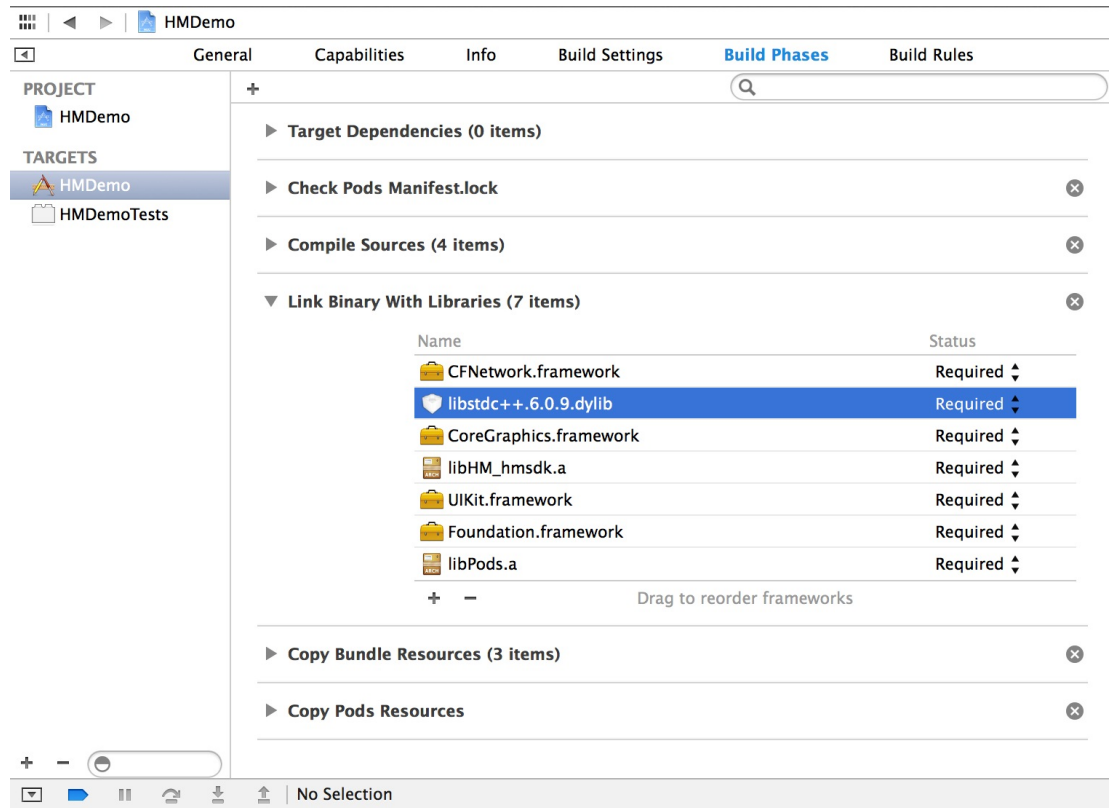 HMDemo
General Capabilities Info Build Settings Build Phases Build Rules
PROJECT
HMDemo
TARGETS
HMDemo
HMDemoTests
+
Target Dependencies (0 items)
Check Pods Manifest.lock
Compile Sources (4 items)
Link Binary With Libraries (7 items)
Name Status
CFNetwork.framework Required
libstdc++.6.0.9.dylib Required
CoreGraphics.framework Required
libHM_hmsdk.a Required
UIKit.framework Required
Foundation.framework Required
libPods.a Required
+ − Drag to reorder frameworks
Copy Bundle Resources (3 items)
Copy Pods Resources
+ −
No Selection